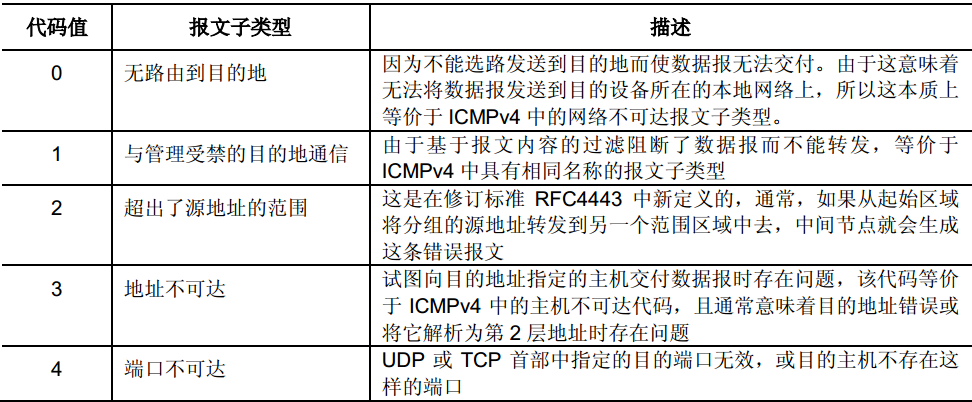 代码值 报文子类型 描述
0 无路由到目的地 因为不能选路发送到目的地而使数据报无法交付。由于这意味着
无法将数据报发送到目的设备所在的本地网络上，所以这本质上
等价于 ICMPv4 中的网络不可达报文子类型。
1 与管理受禁的目的地通信 由于基于报文内容的过滤阻断了数据报而不能转发，等价于
ICMPv4 中具有相同名称的报文子类型
2 超出了源地址的范围 这是在修订标准 RFC4443 中新定义的，通常，如果从起始区域
将分组的源地址转发到另一个范围区域中去，中间节点就会生成
这条错误报文
3 地址不可达 试图向目的地址指定的主机交付数据报时存在问题，该代码等价
于 ICMPv4 中的主机不可达代码，且通常意味着目的地址错误或
将它解析为第 2 层地址时存在问题
4 端口不可达 UDP 或 TCP 首部中指定的目的端口无效，或目的主机不存在这
样的端口